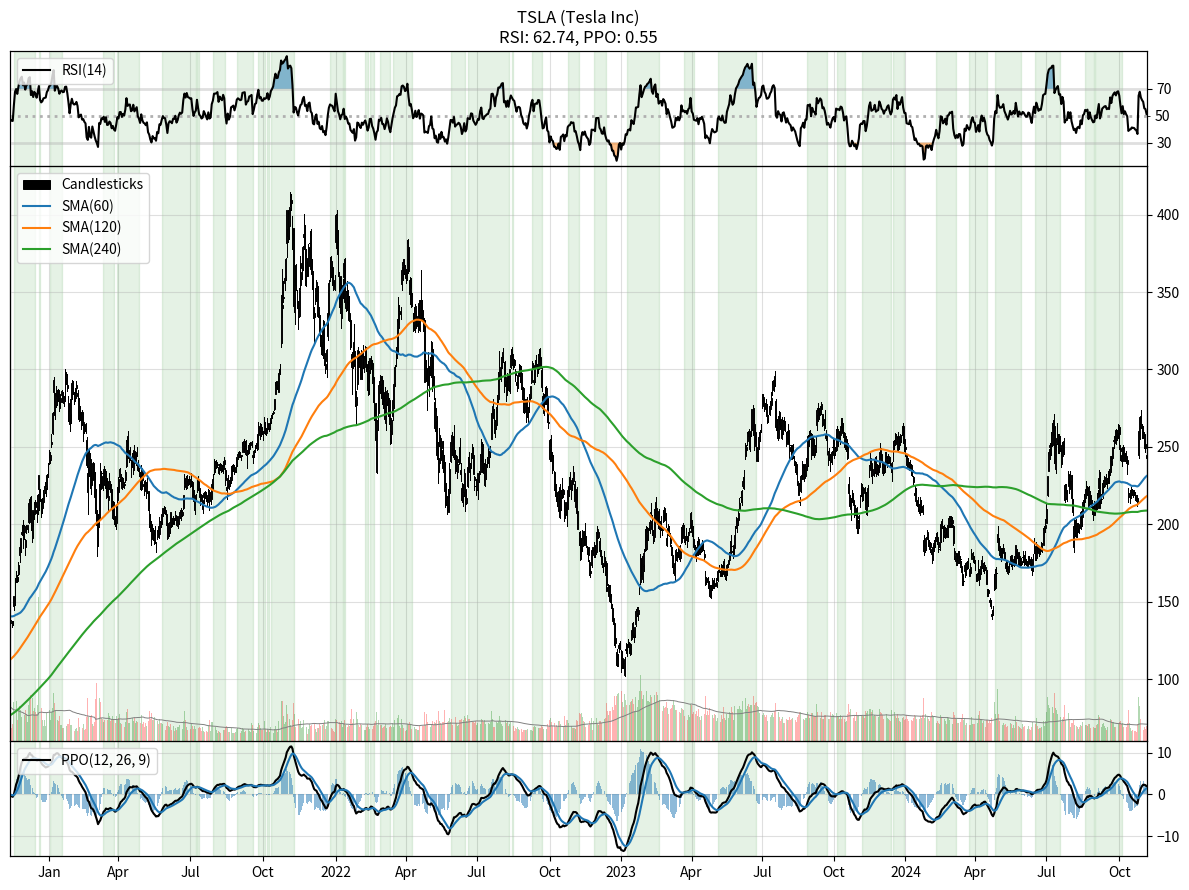 TSLA (Tesla Inc)
RSI: 62.74, PPO: 0.55
RSI(14)
70
50
30
Candlesticks
SMA(60)
SMA(120)
SMA(240)
400
350
300
250
200
150
100
PPO(12, 26, 9)
10
0
−10
Jan Apr Jul Oct 2022 Apr Jul Oct 2023 Apr Jul Oct 2024 Apr Jul Oct